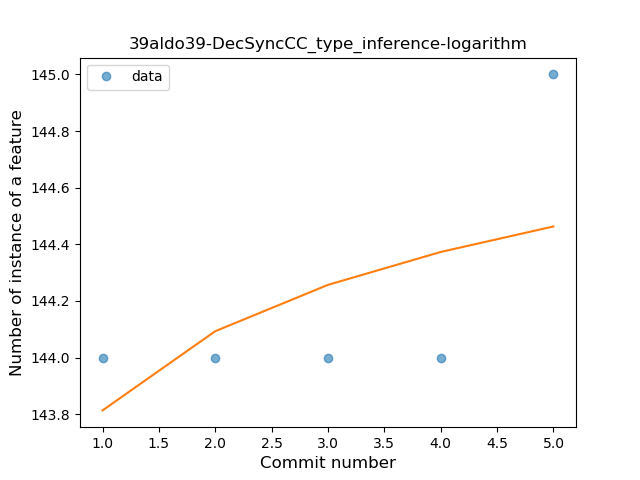 39aldo39-DecSyncCC_type_inference-logarithm
data
Number of instance of a feature
145.0
144.8
144.6
144.4
144.2
144.0
143.8
1.0 1.5 2.0 2.5 3.0 3.5 4.0 4.5 5.0
Commit number